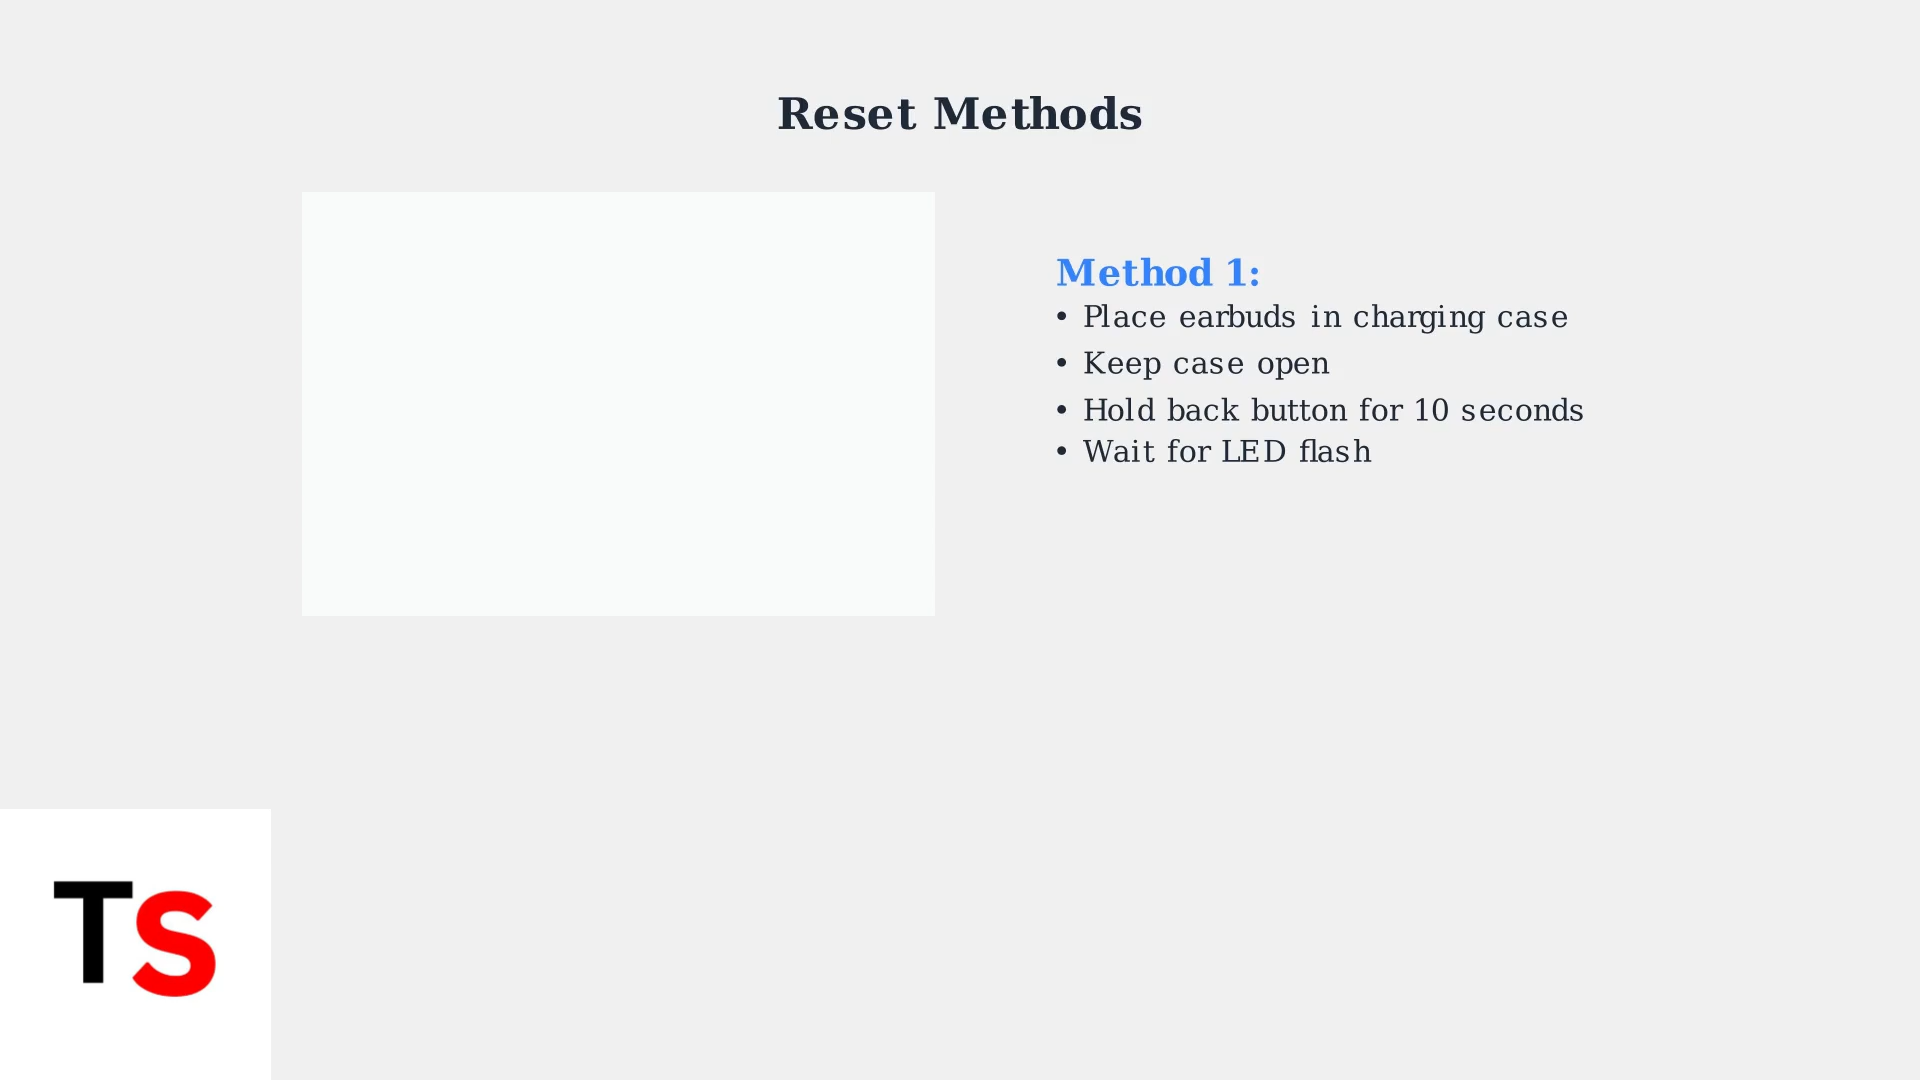 Reset Methods
Method 1:
• Place earbuds in charging case
• Keep case open
• Hold back button for 10 seconds
• Wait for LED flash
TS